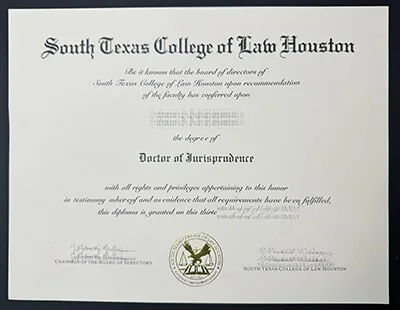 South Texas College of Law Houston
Be it known that the board of directors of
South Texas College of Law Houston upon recommendation
of the faculty has conferred upon
the degree of
Doctor of Jurisprudence
with all rights and privileges appertaining to this honor
in testimony whereof and as evidence that all requirements have been fulfilled,
this diploma is granted on this
CHAIRMAN OF THE BOARD OF DIRECTORS
SOUTH TEXAS COLLEGE OF LAW HOUSTON